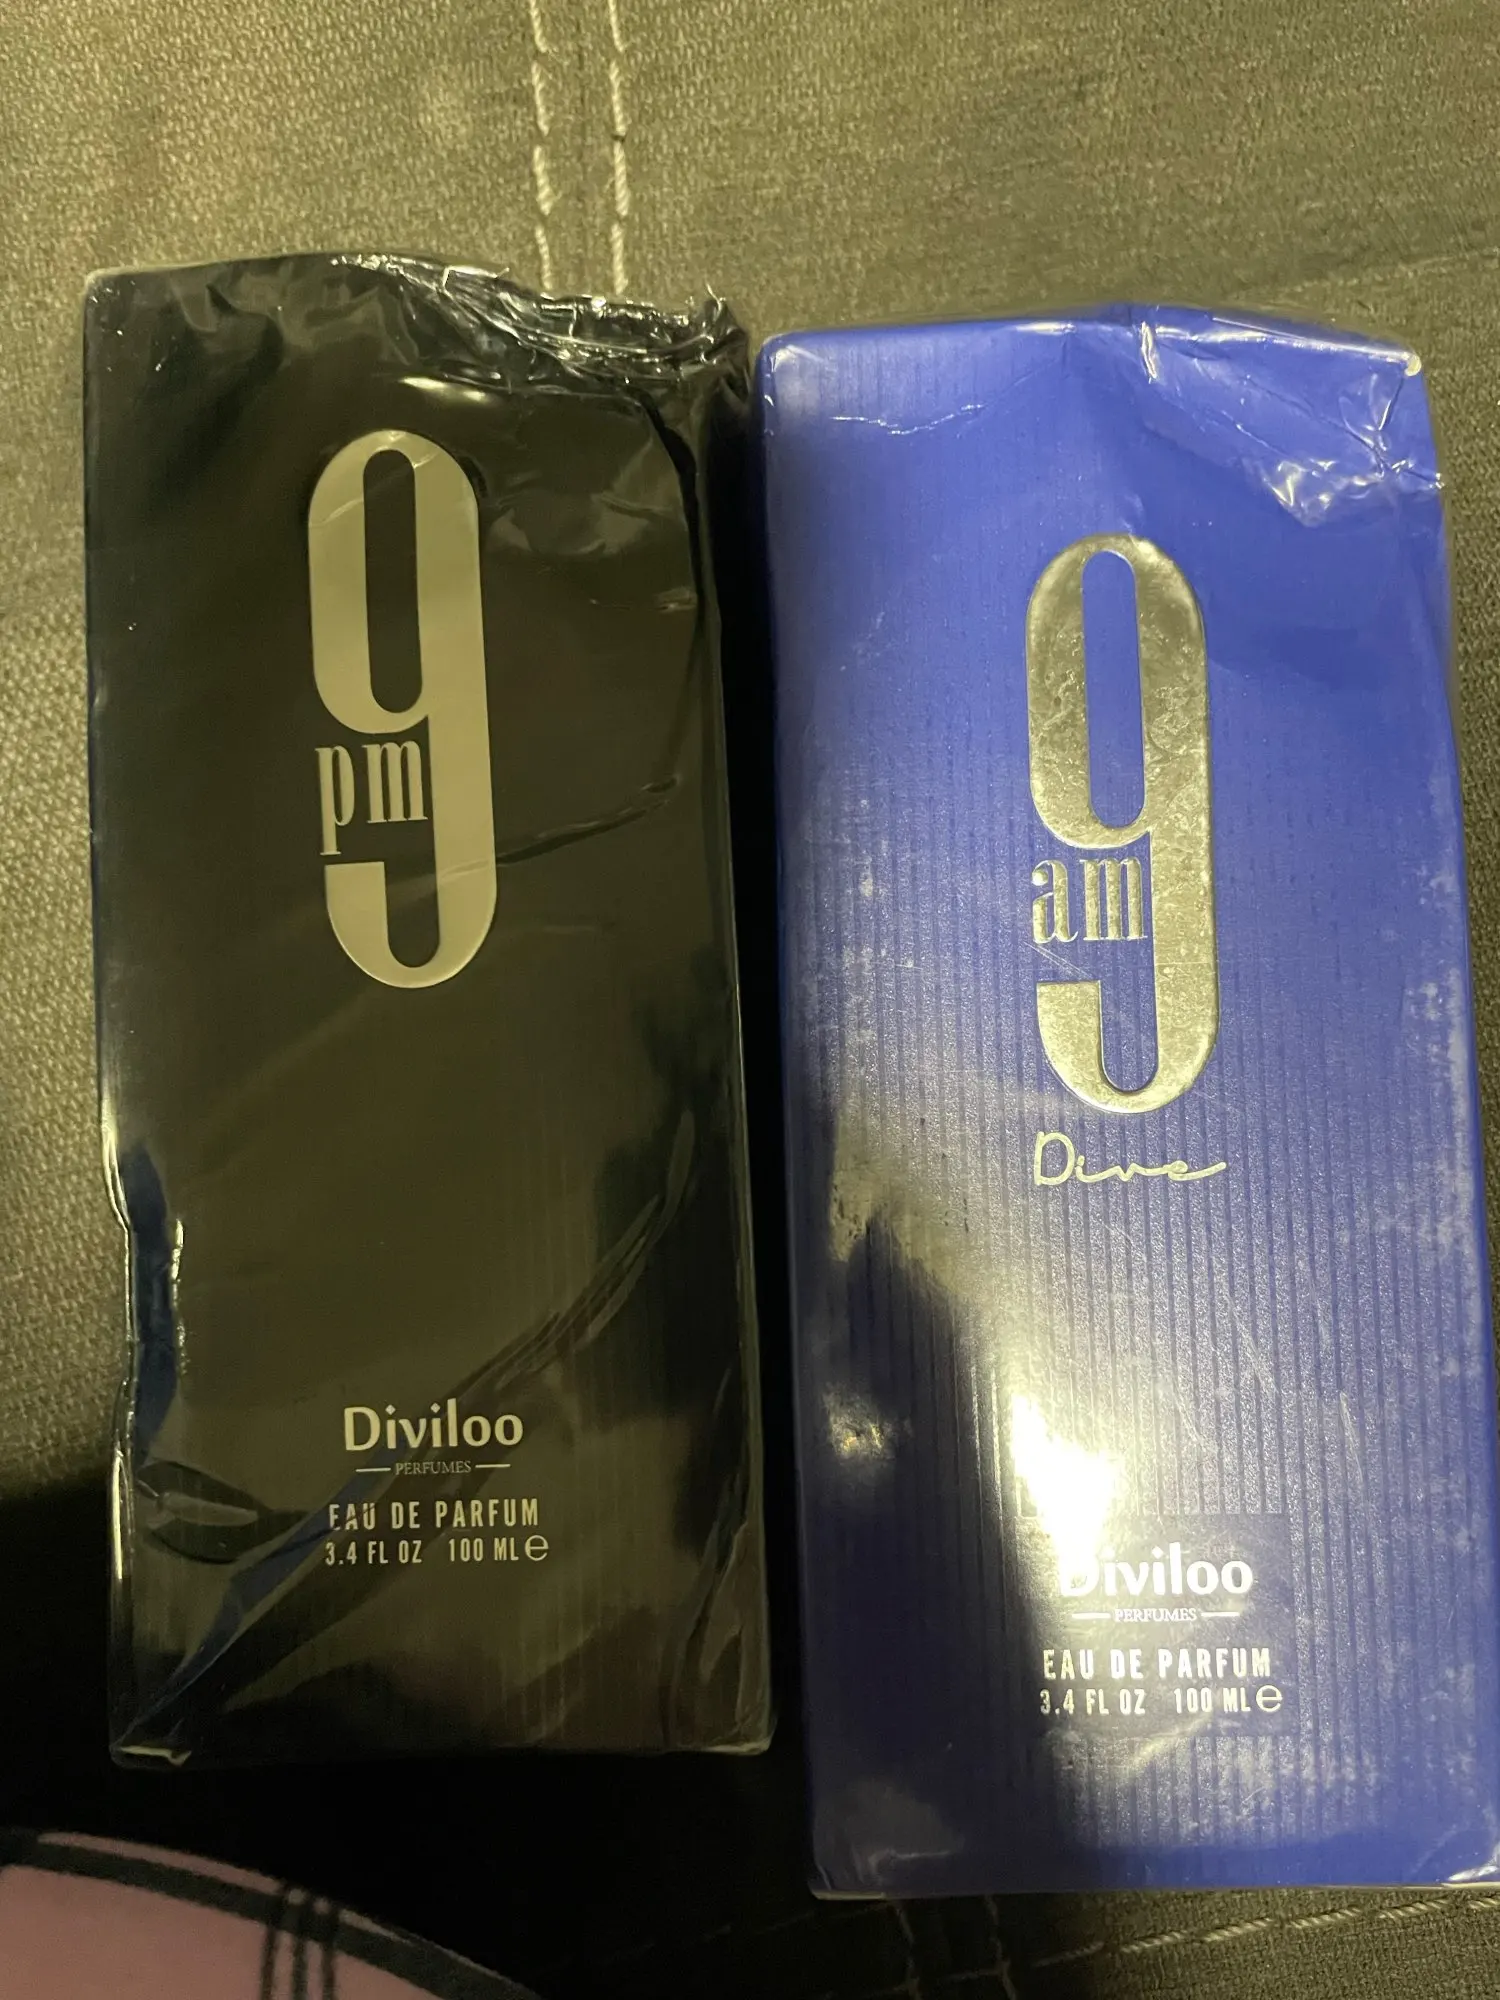 9
pm
Diviloo
PERFUMES
EAU DE PARFUM
3.4 FL OZ 100 ML e
9
am
Dive
Diviloo
PERFUMES
EAU DE PARFUM
3.4 FL OZ 100 ML e